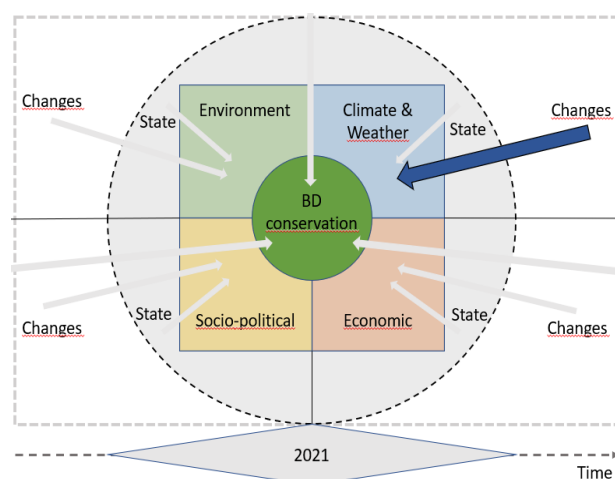 Environment
Climate &
Weather
Changes
State
Changes
State
BD
conservation
State
Socio-political
Economic
State
Changes
Changes
2021
Time